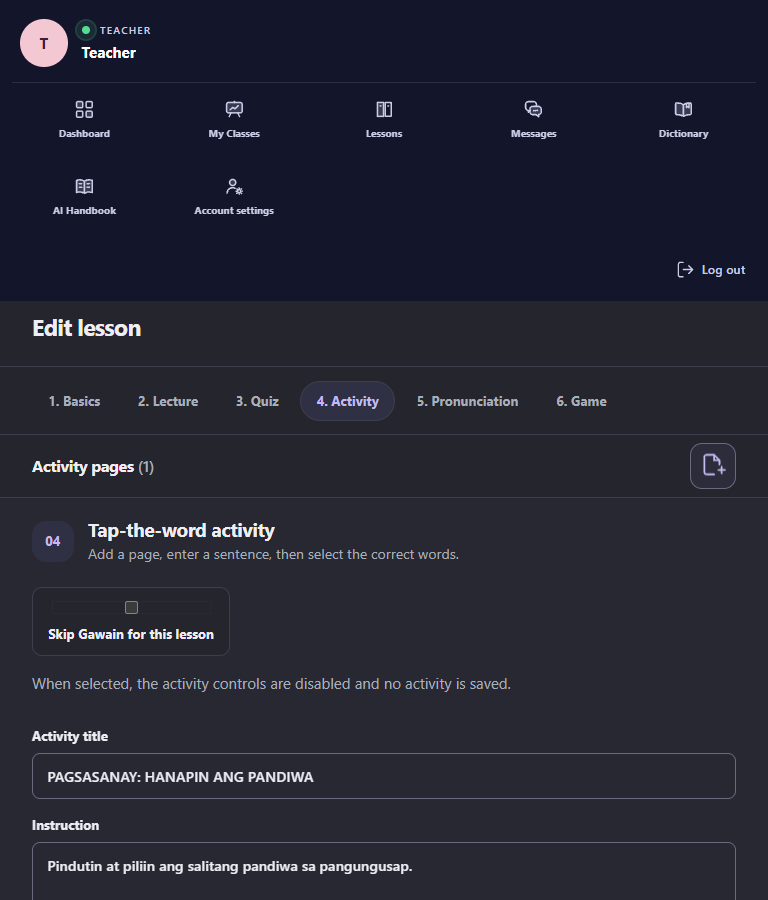 T
TEACHER
Teacher
Dashboard
My Classes
Lessons
Messages
Dictionary
AI Handbook
Account settings
Log out
Edit lesson
1. Basics
2. Lecture
3. Quiz
4. Activity
5. Pronunciation
6. Game
Activity pages (1)
04
Tap-the-word activity
Add a page, enter a sentence, then select the correct words.
Skip Gawain for this lesson
When selected, the activity controls are disabled and no activity is saved.
Activity title
PAGSASANAY: HANAPIN ANG PANDIWA
Instruction
Pindutin at piliin ang salitang pandiwa sa pangungusap.